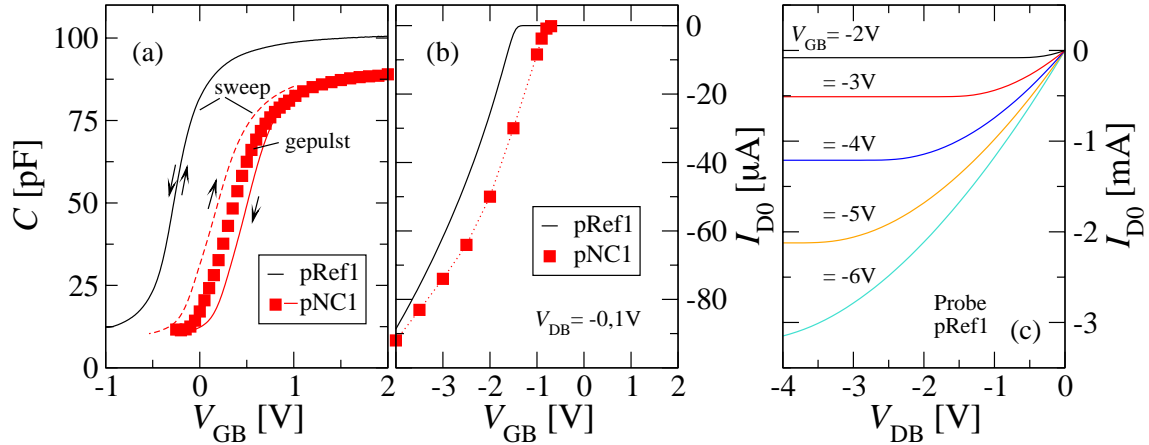 (a)
sweep
gepulst
pRef1
pNC1
C [pF]
100
75
50
25
0
-1
0
1
2
V_GB [V]
(b)
pRef1
pNC1
V_DB= -0,1V
-3
-2
-1
0
1
2
V_GB [V]
0
-20
-40
-60
-80
I_D0 [µA]
V_GB= -2V
= -3V
= -4V
= -5V
= -6V
Probe
pRef1
(c)
-4
-3
-2
-1
0
V_DB [V]
0
-1
-2
-3
I_D0 [mA]